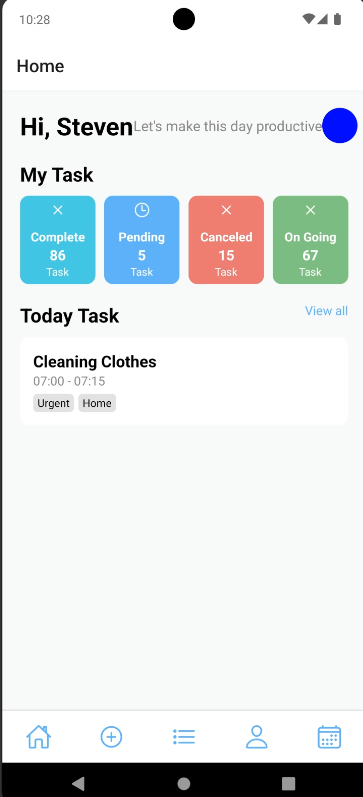 10:28
Home
Hi, Steven Let's make this day productive
My Task
Complete
86
Task
Pending
5
Task
Canceled
15
Task
On Going
67
Task
Today Task
View all
Cleaning Clothes
07:00 - 07:15
Urgent Home